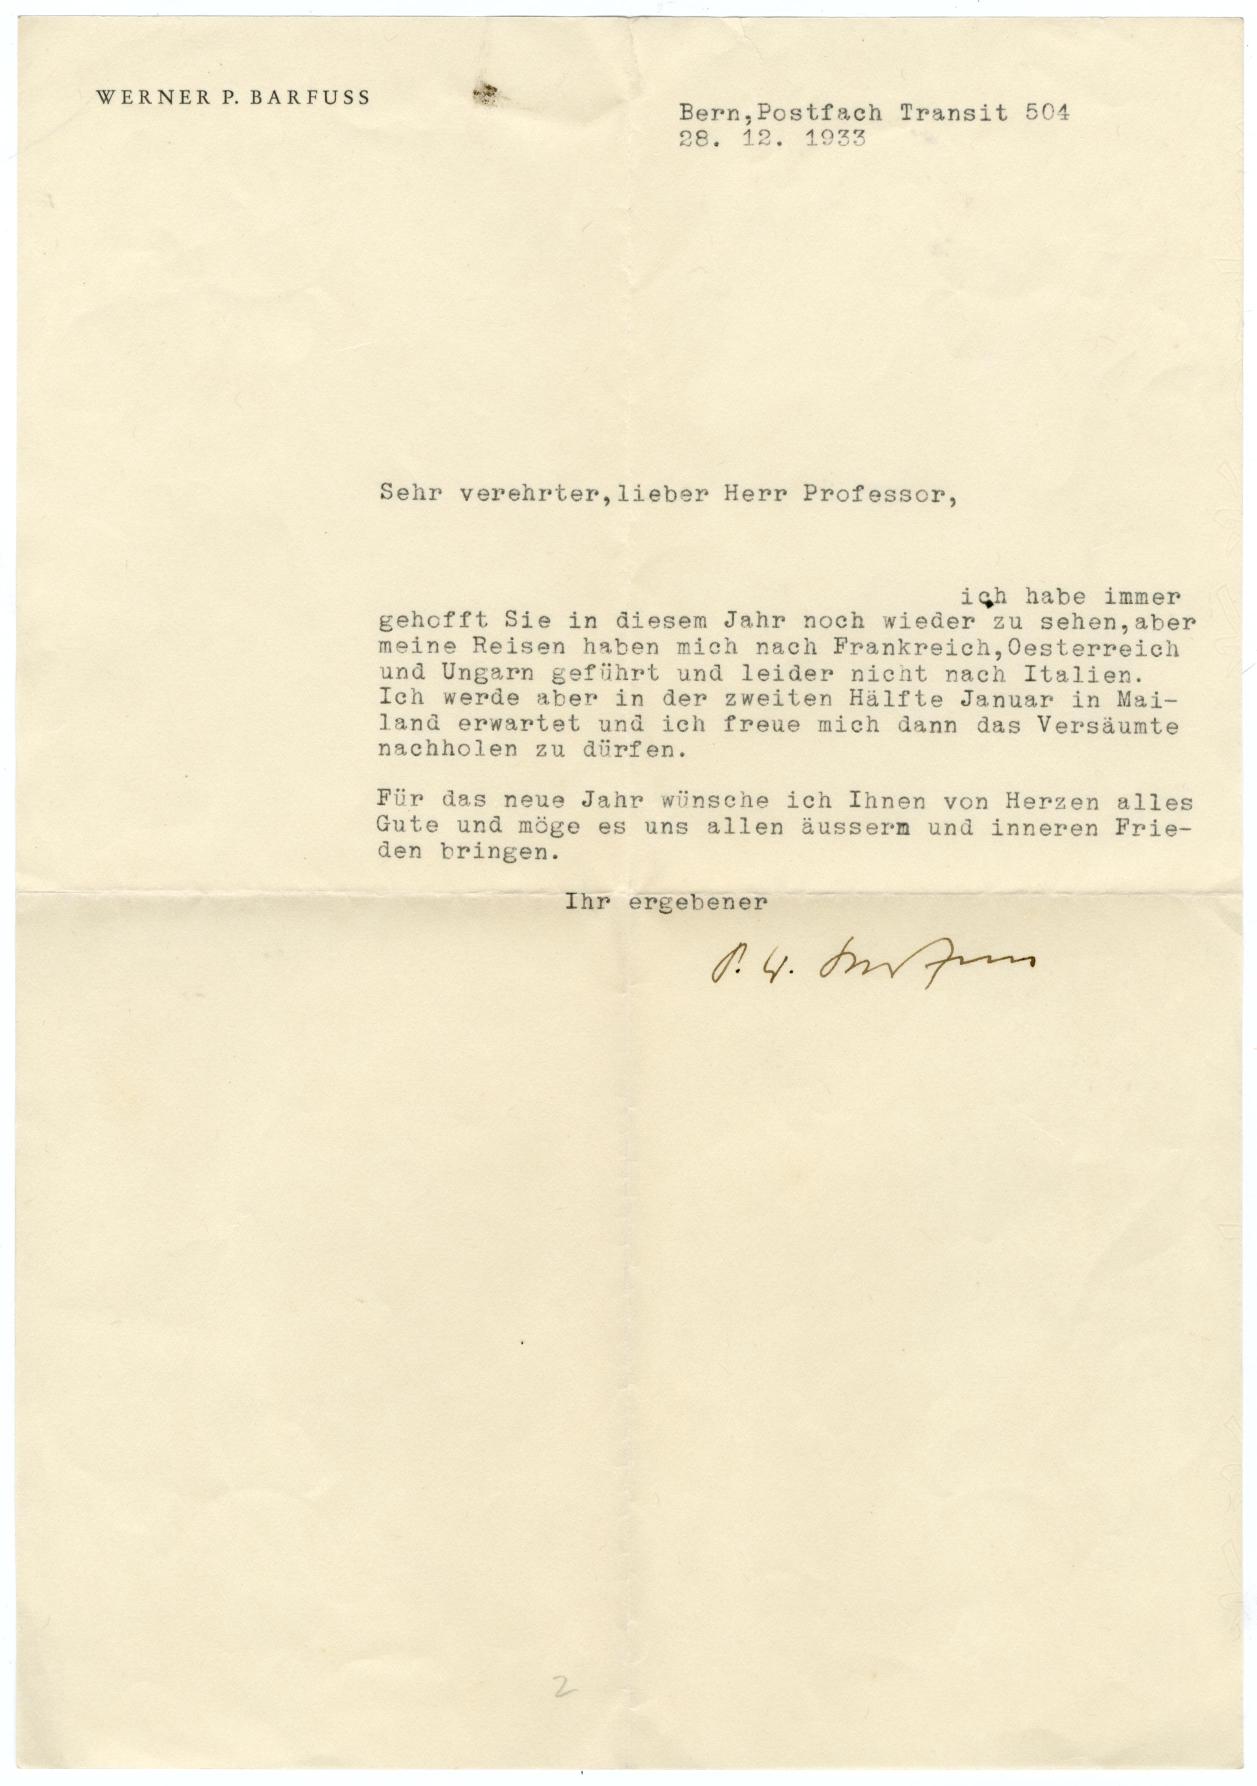 WERNER P. BARFUSS
Bern,Postfach Transit 504
28. 12. 1933
Sehr verehrter,lieber Herr Professor,
ich habe immer
gehofft Sie in diesem Jahr noch wieder zu sehen,aber
meine Reisen haben mich nach Frankreich,Oesterreich
und Ungarn geführt und leider nicht nach Italien.
Ich werde aber in der zweiten Hälfte Januar in Mai-
land erwartet und ich freue mich dann das Versäumte
nachholen zu dürfen.
Für das neue Jahr wünsche ich Ihnen von Herzen alles
Gute und möge es uns allen äussern und inneren Frie-
den bringen.
Ihr ergebener
P. W. Barfuss
2